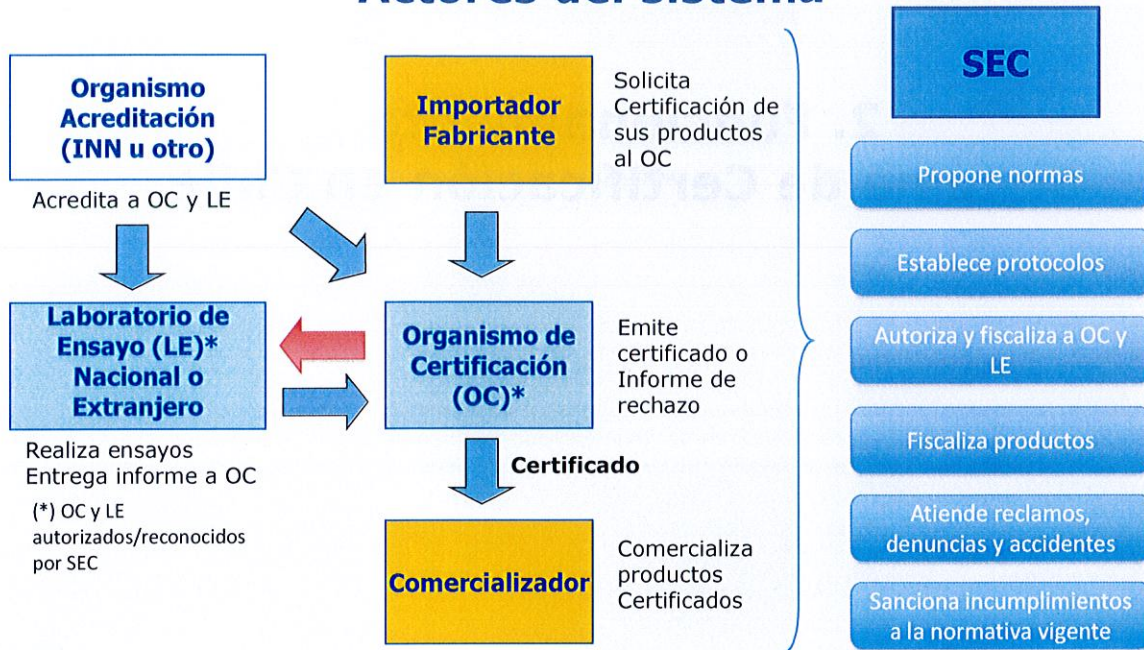 Actores del sistema
Organismo
Acreditación
(INN u otro)
Acredita a OC y LE
Importador
Fabricante
Solicita
Certificación de
sus productos
al OC
Laboratorio de
Ensayo (LE)*
Nacional o
Extranjero
Realiza ensayos
Entrega informe a OC
(*) OC y LE
autorizados/reconocidos
por SEC
Organismo de
Certificación
(OC)*
Emite
certificado o
Informe de
rechazo
Certificado
Comercializador
Comercializa
productos
Certificados
SEC
Propone normas
Establece protocolos
Autoriza y fiscaliza a OC y
LE
Fiscaliza productos
Atiende reclamos,
denuncias y accidentes
Sanciona incumplimientos
a la normativa vigente